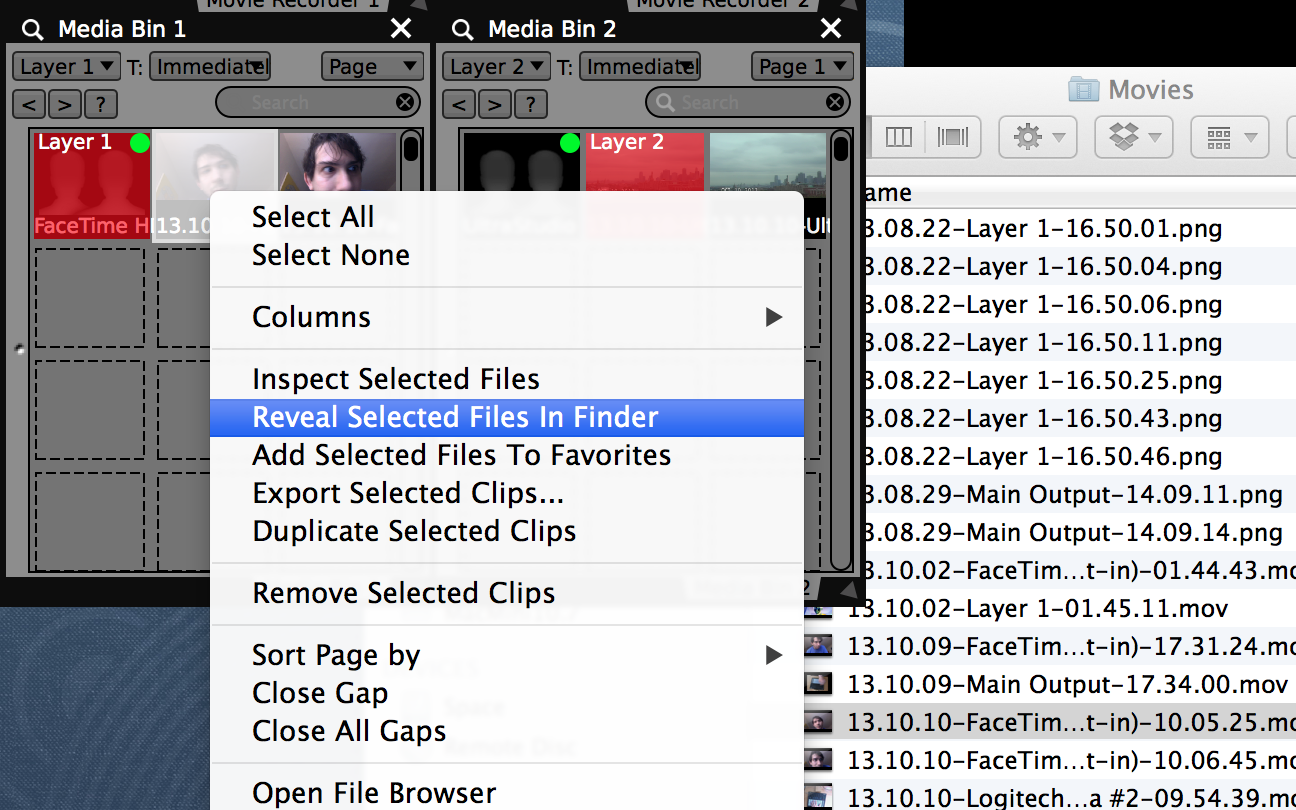 Movie Recorder 1
Movie Recorder 2
Media Bin 1
Media Bin 2
Layer 1
T:
Immediatel
Page
Layer 2
T:
Immediatel
Page 1
<
>
?
Search
<
>
?
Search
Layer 1
FaceTime H
13.10
Layer 2
Select All
Select None
Columns
Inspect Selected Files
Reveal Selected Files In Finder
Add Selected Files To Favorites
Export Selected Clips...
Duplicate Selected Clips
Remove Selected Clips
Sort Page by
Close Gap
Close All Gaps
Open File Browser
Space
Remote Disc
Movies
ame
3.08.22-Layer 1-16.50.01.png
3.08.22-Layer 1-16.50.04.png
3.08.22-Layer 1-16.50.06.png
3.08.22-Layer 1-16.50.11.png
3.08.22-Layer 1-16.50.25.png
3.08.22-Layer 1-16.50.43.png
3.08.22-Layer 1-16.50.46.png
3.08.29-Main Output-14.09.11.png
3.08.29-Main Output-14.09.14.png
3.10.02-FaceTim...t-in)-01.44.43.mo
13.10.02-Layer 1-01.45.11.mov
13.10.09-FaceTim...t-in)-17.31.24.mo
13.10.09-Main Output-17.34.00.mov
13.10.10-FaceTim...t-in)-10.05.25.mo
13.10.10-FaceTim...t-in)-10.06.45.mo
13.10.10-Logitech...a #2-09.54.39.mo